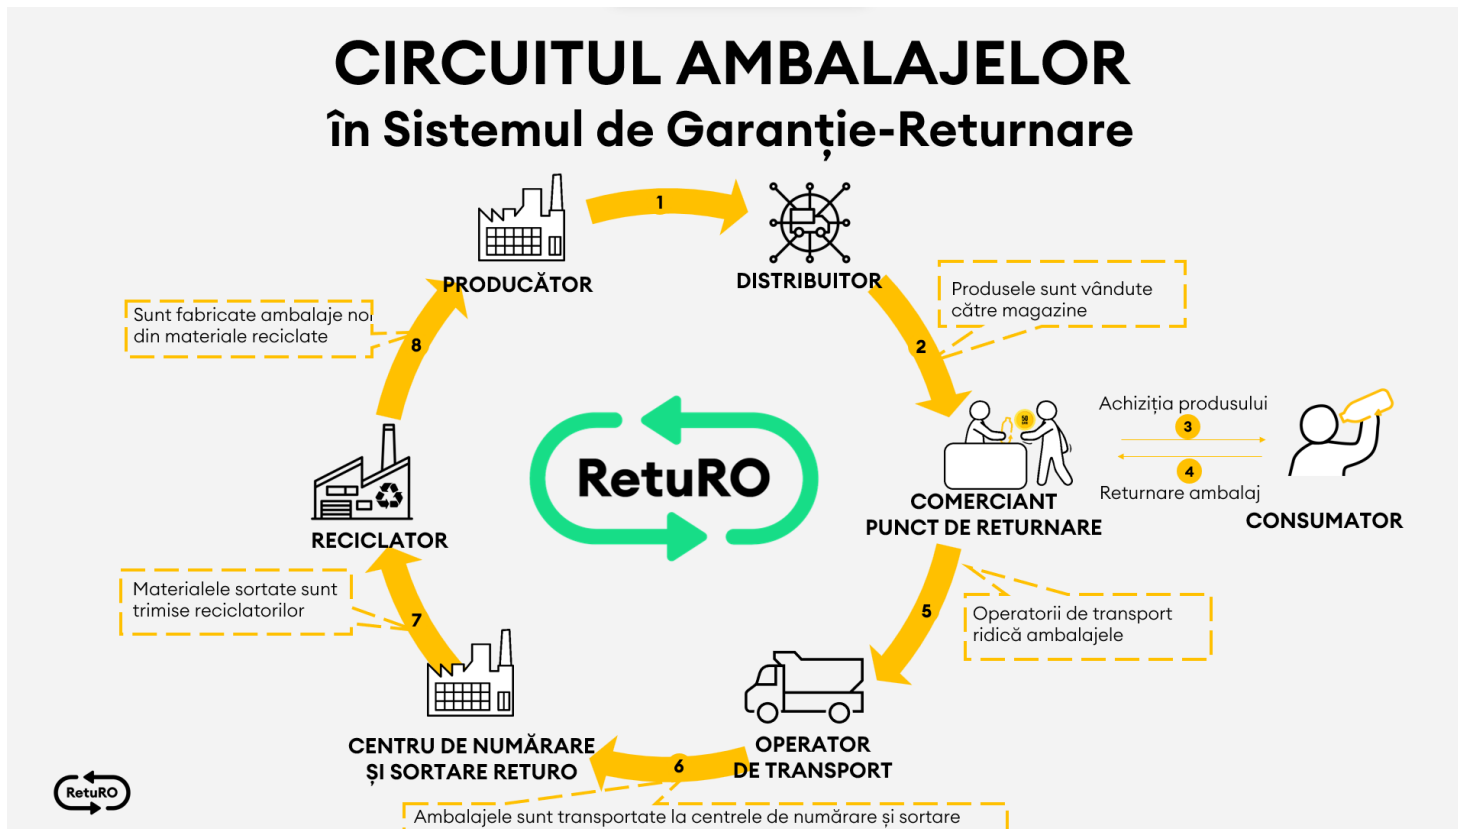 CIRCUITUL AMBALAJELOR
în Sistemul de Garanție-Returnare
1
PRODUCĂTOR
DISTRIBUITOR
Produsele sunt vândute
către magazine
2
Sunt fabricate ambalaje noi
din materiale reciclate
8
Achiziția produsului
3
4
Returnare ambalaj
CONSUMATOR
50
COMERCIANT
PUNCT DE RETURNARE
RetuRO
RECICLATOR
Materialele sortate sunt
trimise reciclatorilor
7
5
Operatorii de transport
ridică ambalajele
CENTRU DE NUMĂRARE
ȘI SORTARE RETURO
6
OPERATOR
DE TRANSPORT
Ambalajele sunt transportate la centrele de numărare și sortare
RetuRO